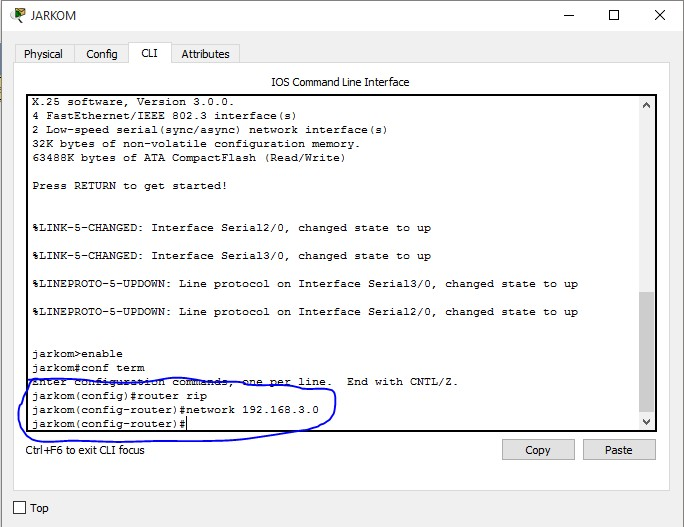 JARKOM
Physical Config CLI Attributes
IOS Command Line Interface
X.25 software, Version 3.0.0.
4 FastEthernet/IEEE 802.3 interface(s)
2 Low-speed serial(sync/async) network interface(s)
32K bytes of non-volatile configuration memory.
63488K bytes of ATA CompactFlash (Read/Write)
Press RETURN to get started!
%LINK-5-CHANGED: Interface Serial2/0, changed state to up
%LINK-5-CHANGED: Interface Serial3/0, changed state to up
%LINEPROTO-5-UPDOWN: Line protocol on Interface Serial3/0, changed state to up
%LINEPROTO-5-UPDOWN: Line protocol on Interface Serial2/0, changed state to up
jarkom>enable
jarkom#conf term
Enter configuration commands, one per line.  End with CNTL/Z.
jarkom(config)#router rip
jarkom(config-router)#network 192.168.3.0
jarkom(config-router)#
Ctrl+F6 to exit CLI focus
Copy Paste
Top